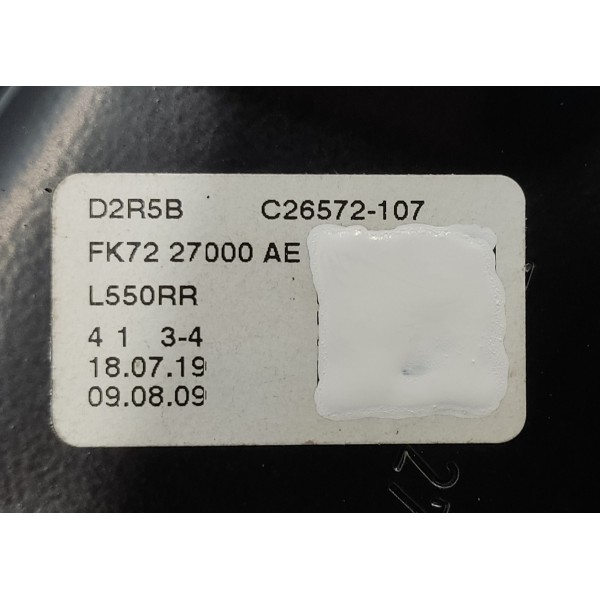 D2R5B C26572-107
FK72 27000 AE
L550RR
4 1 3-4
18.07.19
09.08.09